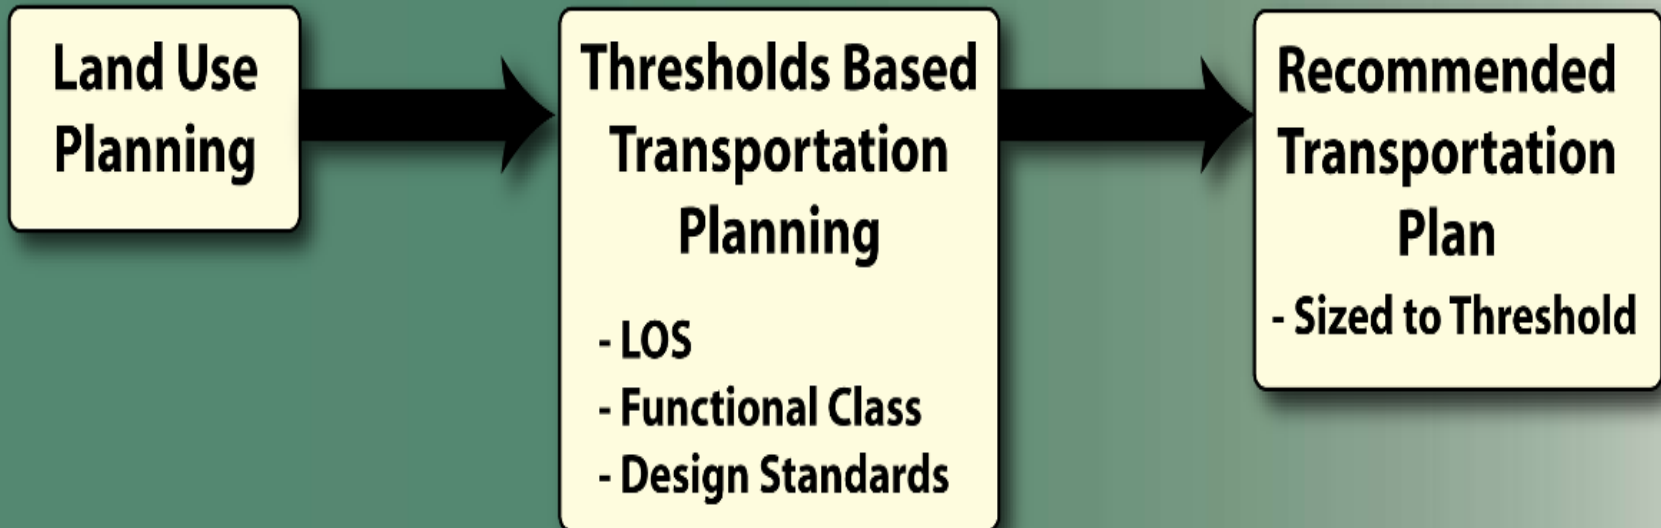 Land Use
Planning
Thresholds Based
Transportation
Planning
- LOS
- Functional Class
- Design Standards
Recommended
Transportation
Plan
- Sized to Threshold